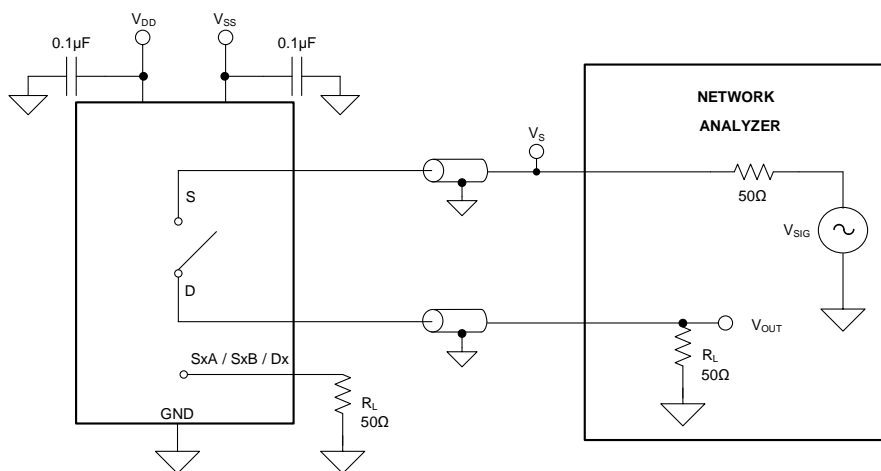 V_DD
V_SS
0.1µF
0.1µF
NETWORK
ANALYZER
V_S
S
50Ω
V_SIG
D
V_OUT
SxA / SxB / Dx
R_L
50Ω
R_L
50Ω
GND